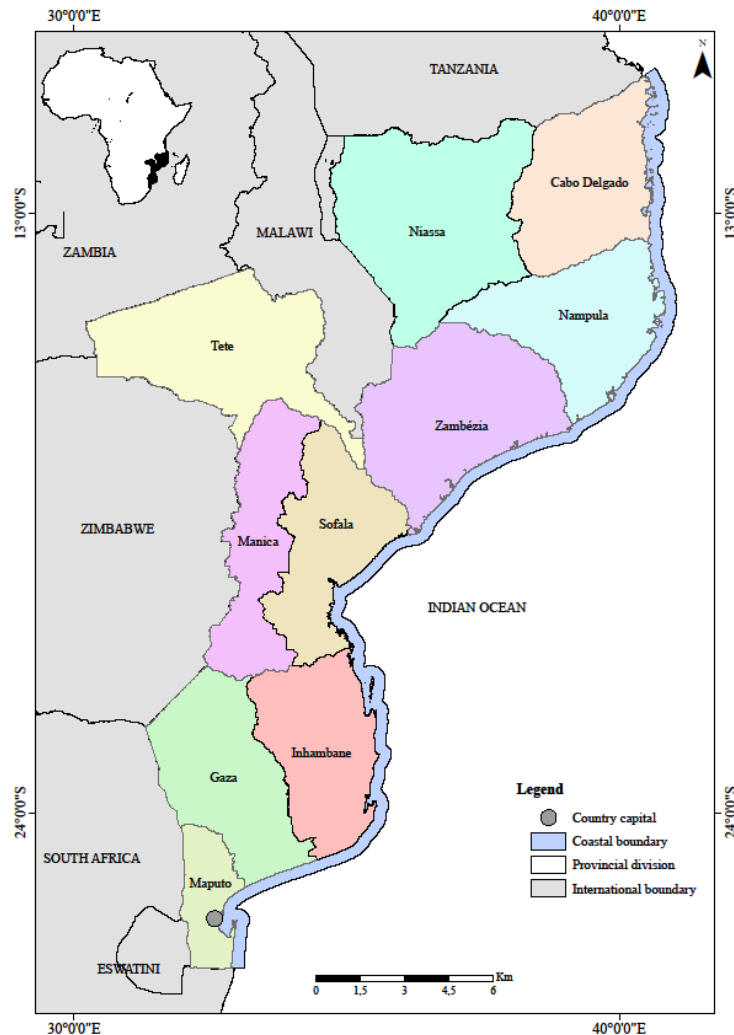 30°0'0"E 40°0'0"E
N
TANZANIA
Cabo Delgado
13°0'0"S 13°0'0"S
Niassa
MALAWI
ZAMBIA
Nampula
Tete
Zambézia
Sofala
ZIMBABWE
Manica
INDIAN OCEAN
Inhambane
Gaza
Legend
24°0'0"S 24°0'0"S
Country capital
Coastal boundary
SOUTH AFRICA
Provincial division
Maputo
International boundary
ESWATINI
Km
0 1,5 3 4,5 6
30°0'0"E 40°0'0"E